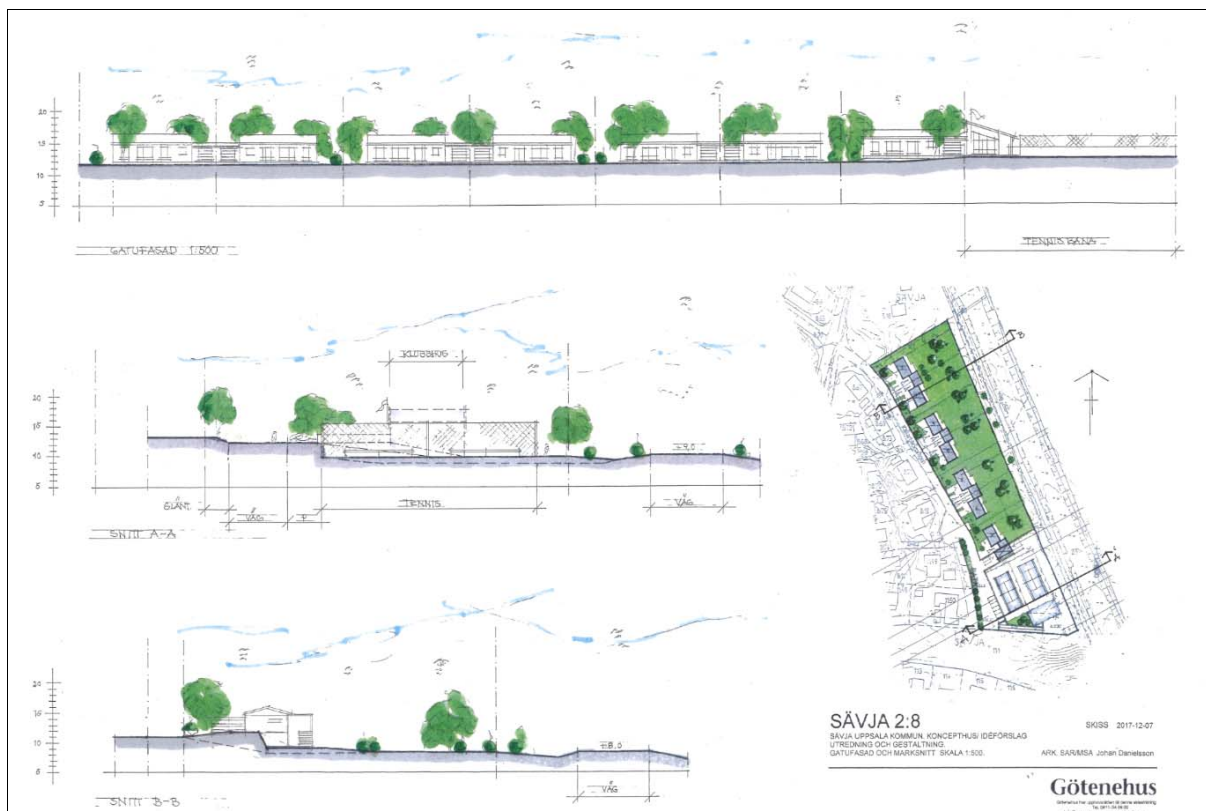 20
15
10
5
GATUFASAD 1/500
TENNISBANA
KLUBBHUS
20
15
10
5
+9,0
SLÄNT
VÄG
P
TENNIS
VÄG
SNITT A-A
20
15
10
5
+8,0
VÄG
SNITT B-B
SÄVJA
SÄVJA
SÄVJA 2:8
SKISS 2017-12-07
SÄVJA UPPSALA KOMMUN. KONCEPTHUS/ IDÉFÖRSLAG
UTREDNING OCH GESTALTNING.
GATUFASAD OCH MARKSNITT SKALA 1:500.
ARK. SAR/MSA Johan Danielsson
Götenehus